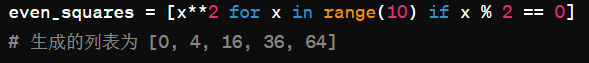 even_squares = [x**2 for x in range(10) if x % 2 == 0]
# 生成的列表为 [0, 4, 16, 36, 64]